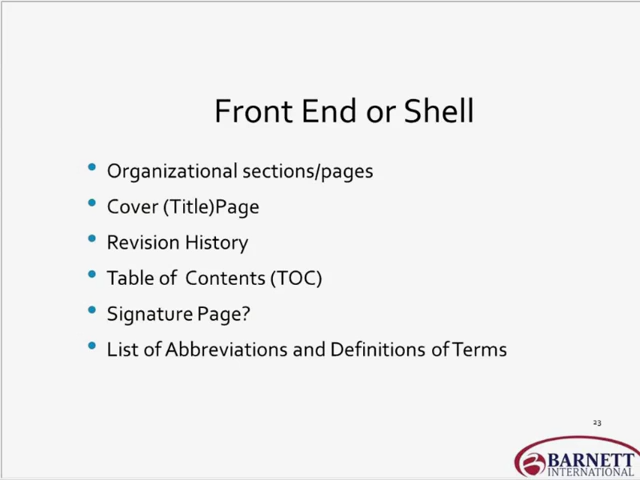 Front End or Shell
• Organizational sections/pages
• Cover (Title)Page
• Revision History
• Table of Contents (TOC)
• Signature Page?
• List of Abbreviations and Definitions of Terms
23
BARNETT
INTERNATIONAL